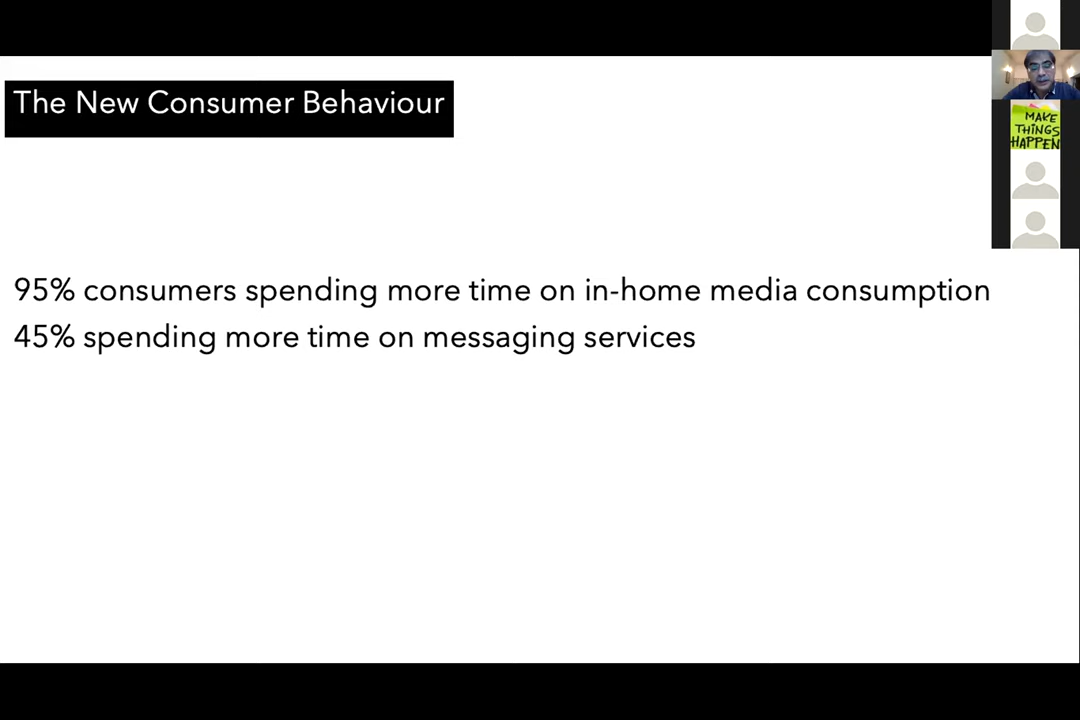 The New Consumer Behaviour
MAKE
THINGS
HAPPEN
95% consumers spending more time on in-home media consumption
45% spending more time on messaging services